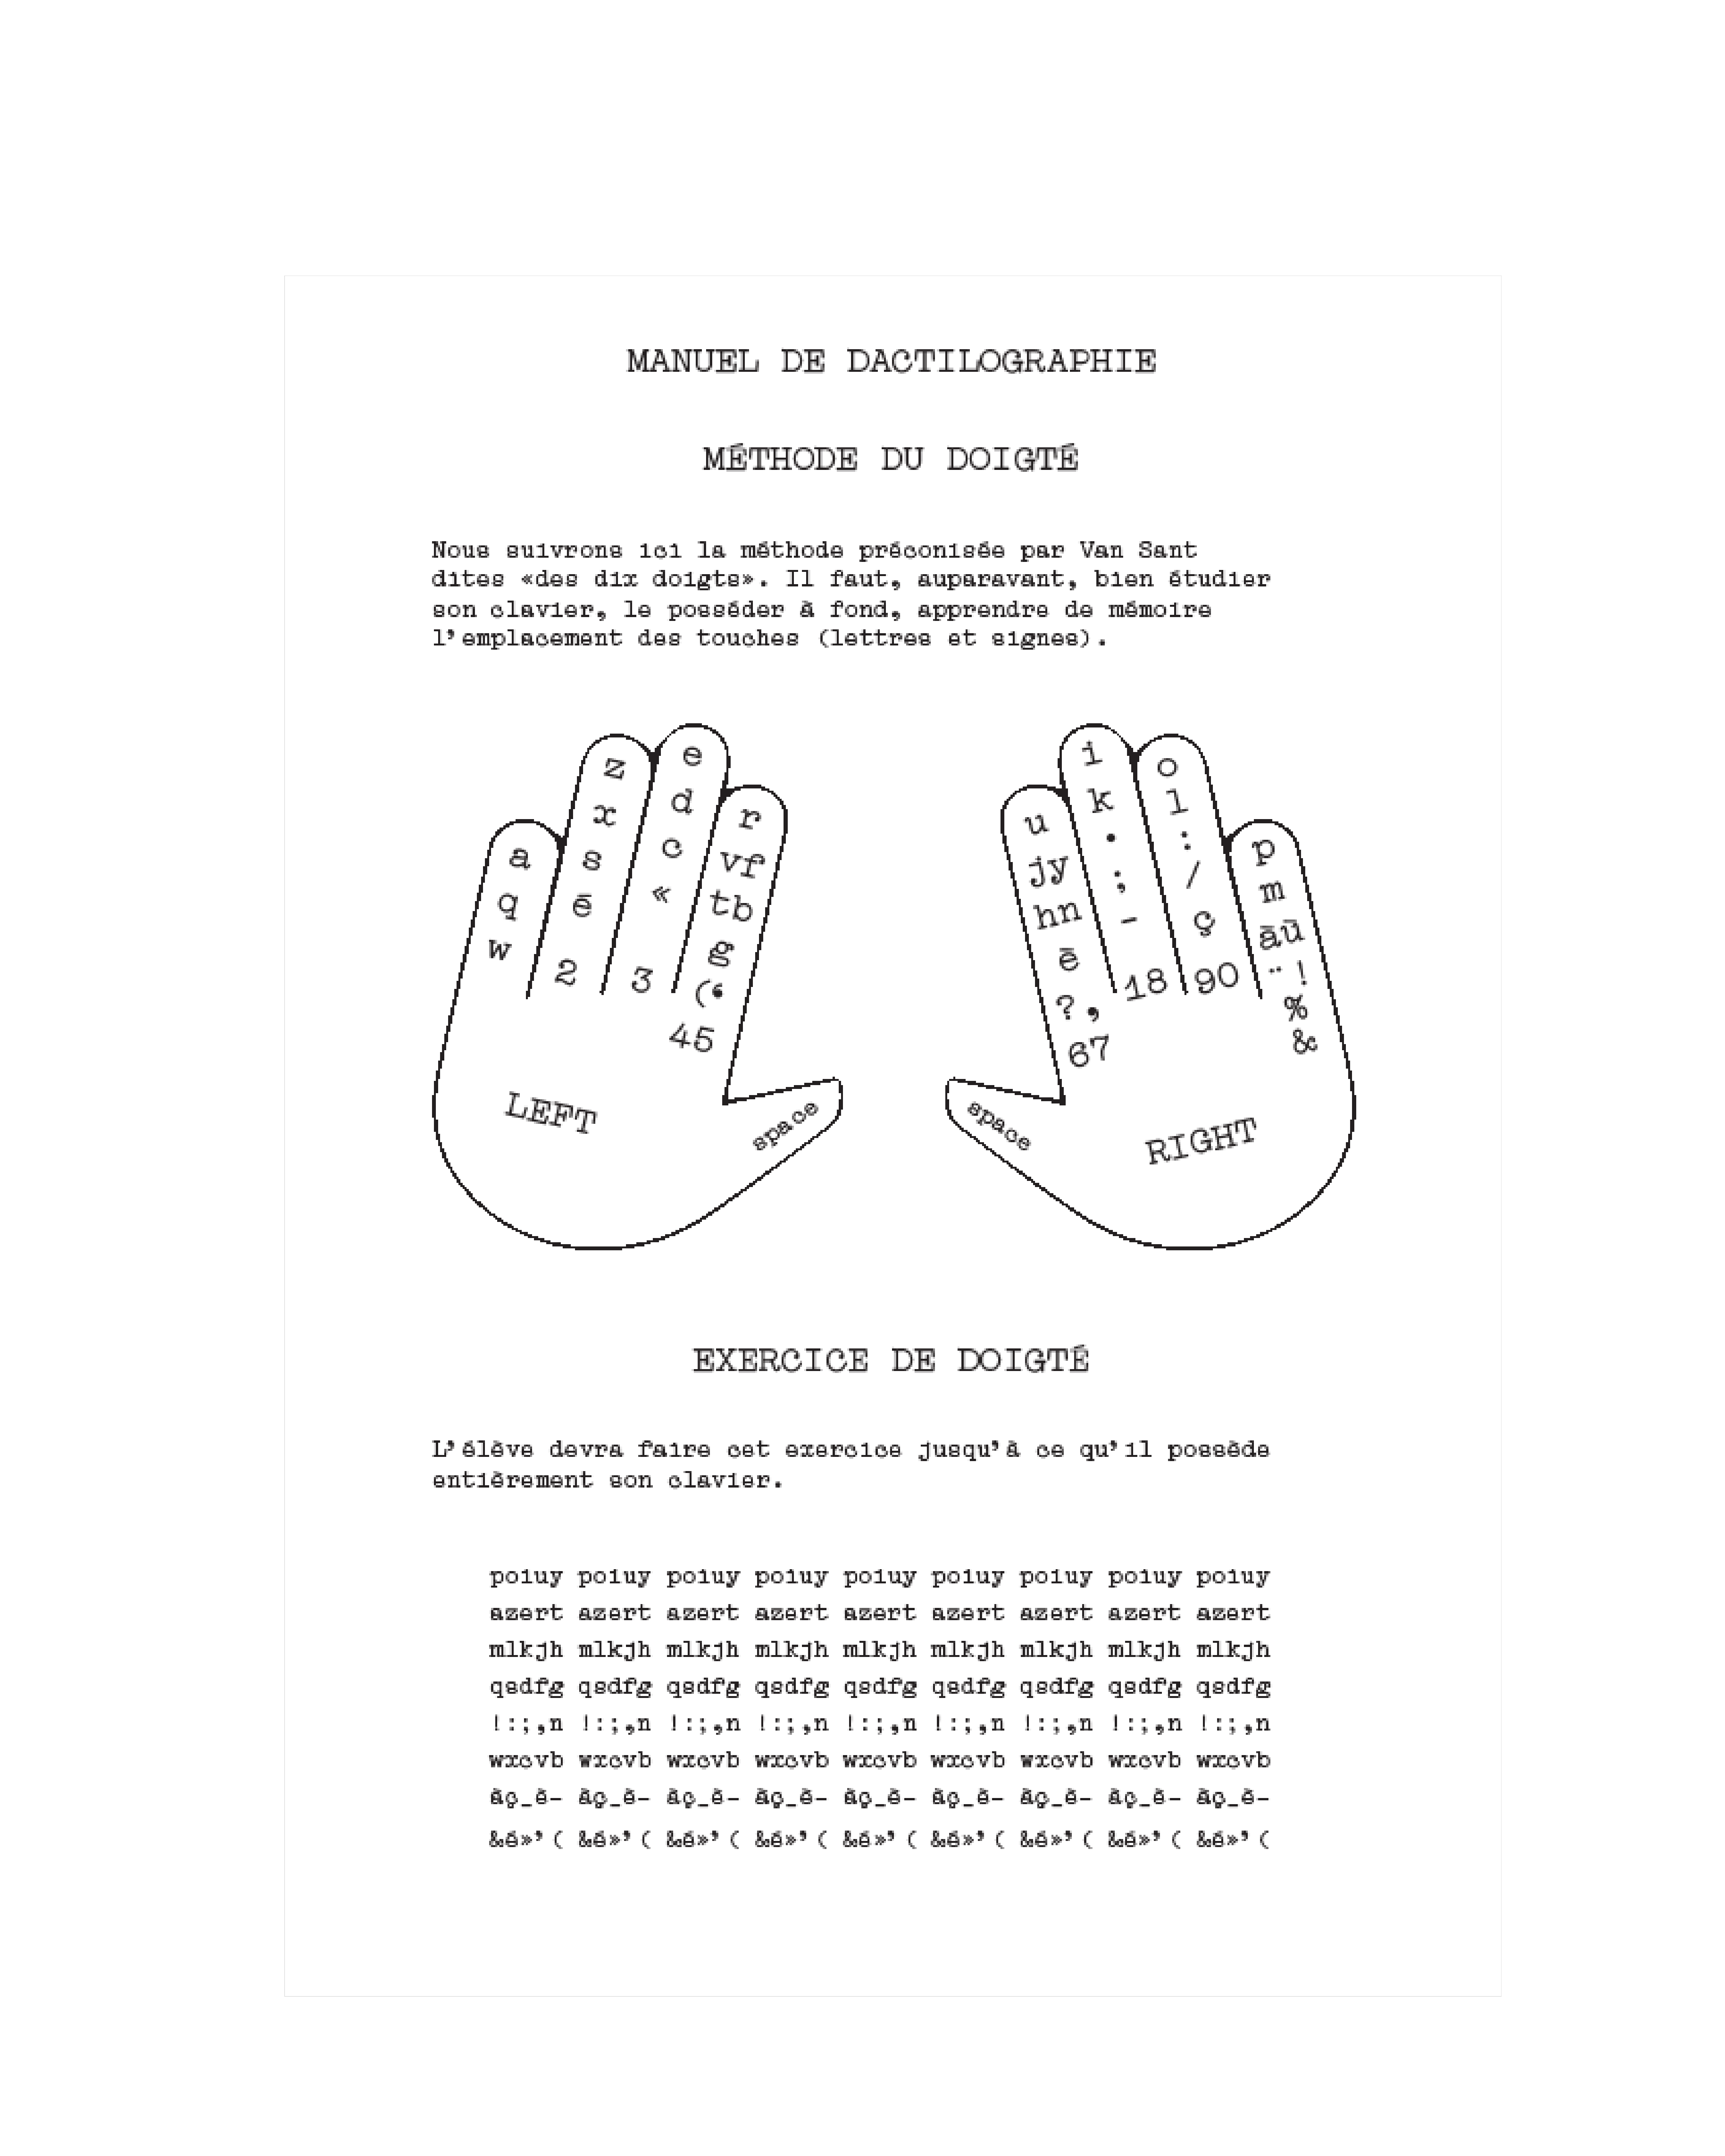 MANUEL DE DACTILOGRAPHIE
MÉTHODE DU DOIGTÉ
Nous suivrons ici la méthode préconisée par Van Sant
dites «des dix doigts». Il faut, auparavant, bien étudier
son clavier, le posséder à fond, apprendre de mémoire
l’emplacement des touches (lettres et signes).
a
q
w
z
x
s
é
2
e
d
c
«
3
r
vf
tb
g
(‘
45
LEFT
space
u
jy
hn
è
?,
67
i
k
.
;
-
18
o
l
:
/
ç
90
p
m
àù
¨!
%
&
space
RIGHT
EXERCICE DE DOIGTÉ
L’élève devra faire cet exercice jusqu’à ce qu’il possède
entièrement son clavier.
poiuy poiuy poiuy poiuy poiuy poiuy poiuy poiuy poiuy
azert azert azert azert azert azert azert azert azert
mlkjh mlkjh mlkjh mlkjh mlkjh mlkjh mlkjh mlkjh mlkjh
qsdfg qsdfg qsdfg qsdfg qsdfg qsdfg qsdfg qsdfg qsdfg
!:;,n !:;,n !:;,n !:;,n !:;,n !:;,n !:;,n !:;,n !:;,n
wxcvb wxcvb wxcvb wxcvb wxcvb wxcvb wxcvb wxcvb wxcvb
àç_è- àç_è- àç_è- àç_è- àç_è- àç_è- àç_è- àç_è- àç_è-
&é»’( &é»’( &é»’( &é»’( &é»’( &é»’( &é»’( &é»’( &é»’(